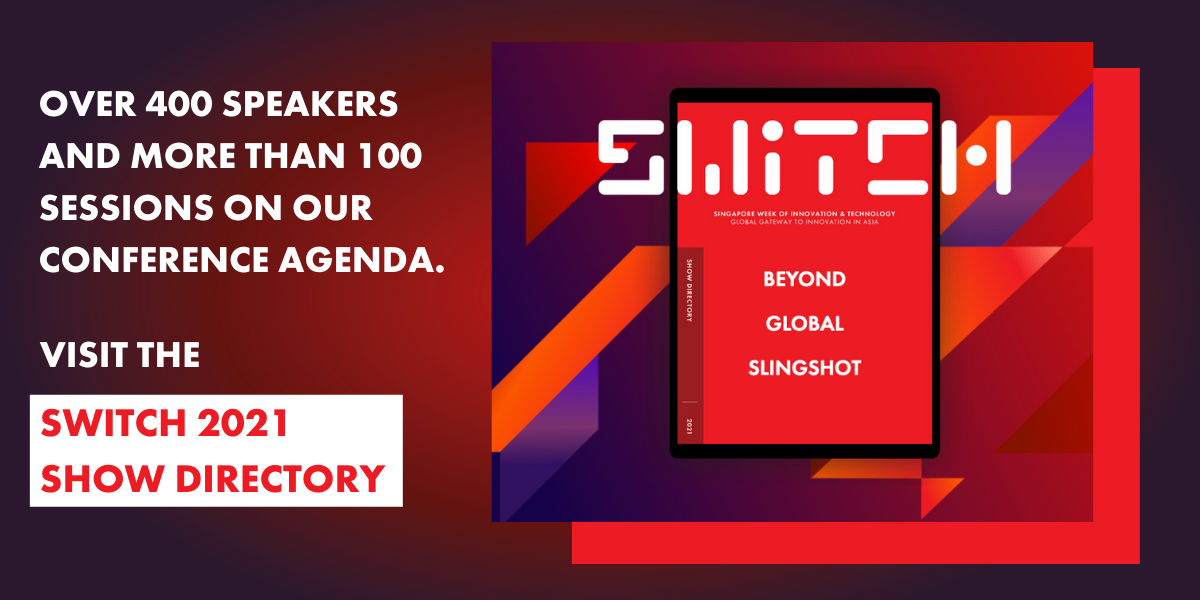 OVER 400 SPEAKERS
AND MORE THAN 100
SESSIONS ON OUR
CONFERENCE AGENDA.
VISIT THE
SWITCH 2021
SHOW DIRECTORY
SWiTCH
SINGAPORE WEEK OF INNOVATION & TECHNOLOGY
GLOBAL GATEWAY TO INNOVATION IN ASIA
SHOW DIRECTORY
2021
BEYOND
GLOBAL
SLINGSHOT